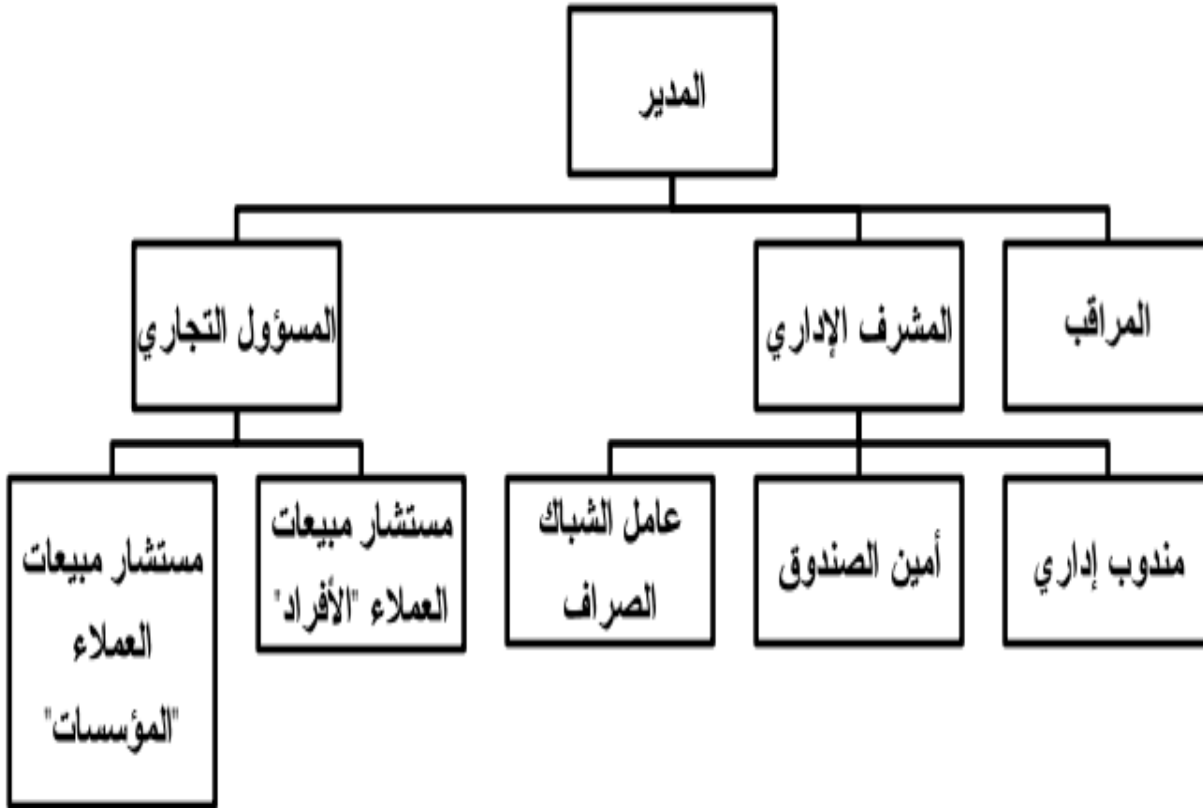 المدير
المراقب
المشرف الإداري
المسؤول التجاري
مندوب إداري
أمين الصندوق
عامل الشباك
الصراف
مستشار مبيعات
العملاء "الأفراد"
مستشار مبيعات
العملاء
"المؤسسات"